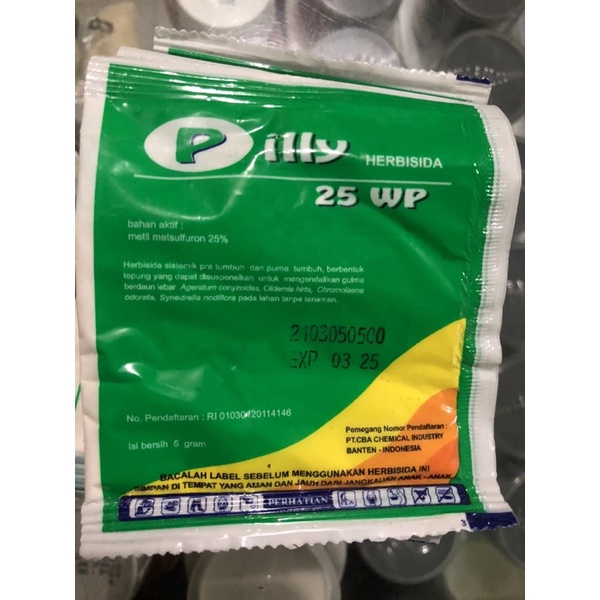 Pilly HERBISIDA
25 WP
bahan aktif :
metil metsulfuron 25%
Herbisida sistemik pra tumbuh dan purna tumbuh, berbentuk
tepung yang dapat disuspensikan untuk mengendalikan gulma
berdaun lebar Ageratum conyzoides, Clidemia hirta, Chromolaena
odorata, Synedrella nodiflora pada lahan tanpa tanaman.
2103050500
EXP 03 25
No. Pendaftaran : RI 01030120114146
Isi bersih 5 gram
Pemegang Nomor Pendaftaran :
PT.CBA CHEMICAL INDUSTRY
BANTEN - INDONESIA
BACALAH LABEL SEBELUM MENGGUNAKAN HERBISIDA INI
SIMPAN DI TEMPAT YANG AMAN DAN JAUH DARI JANGKAUAN ANAK - ANAK
PERHATIAN
3